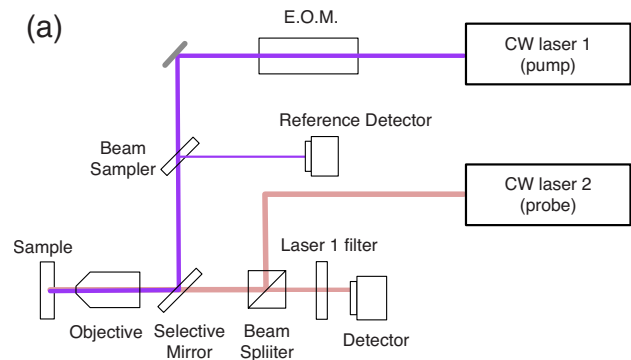 (a)
E.O.M.
CW laser 1
(pump)
Beam
Sampler
Reference Detector
CW laser 2
(probe)
Sample
Laser 1 filter
Objective
Selective
Mirror
Beam
Spliiter
Detector